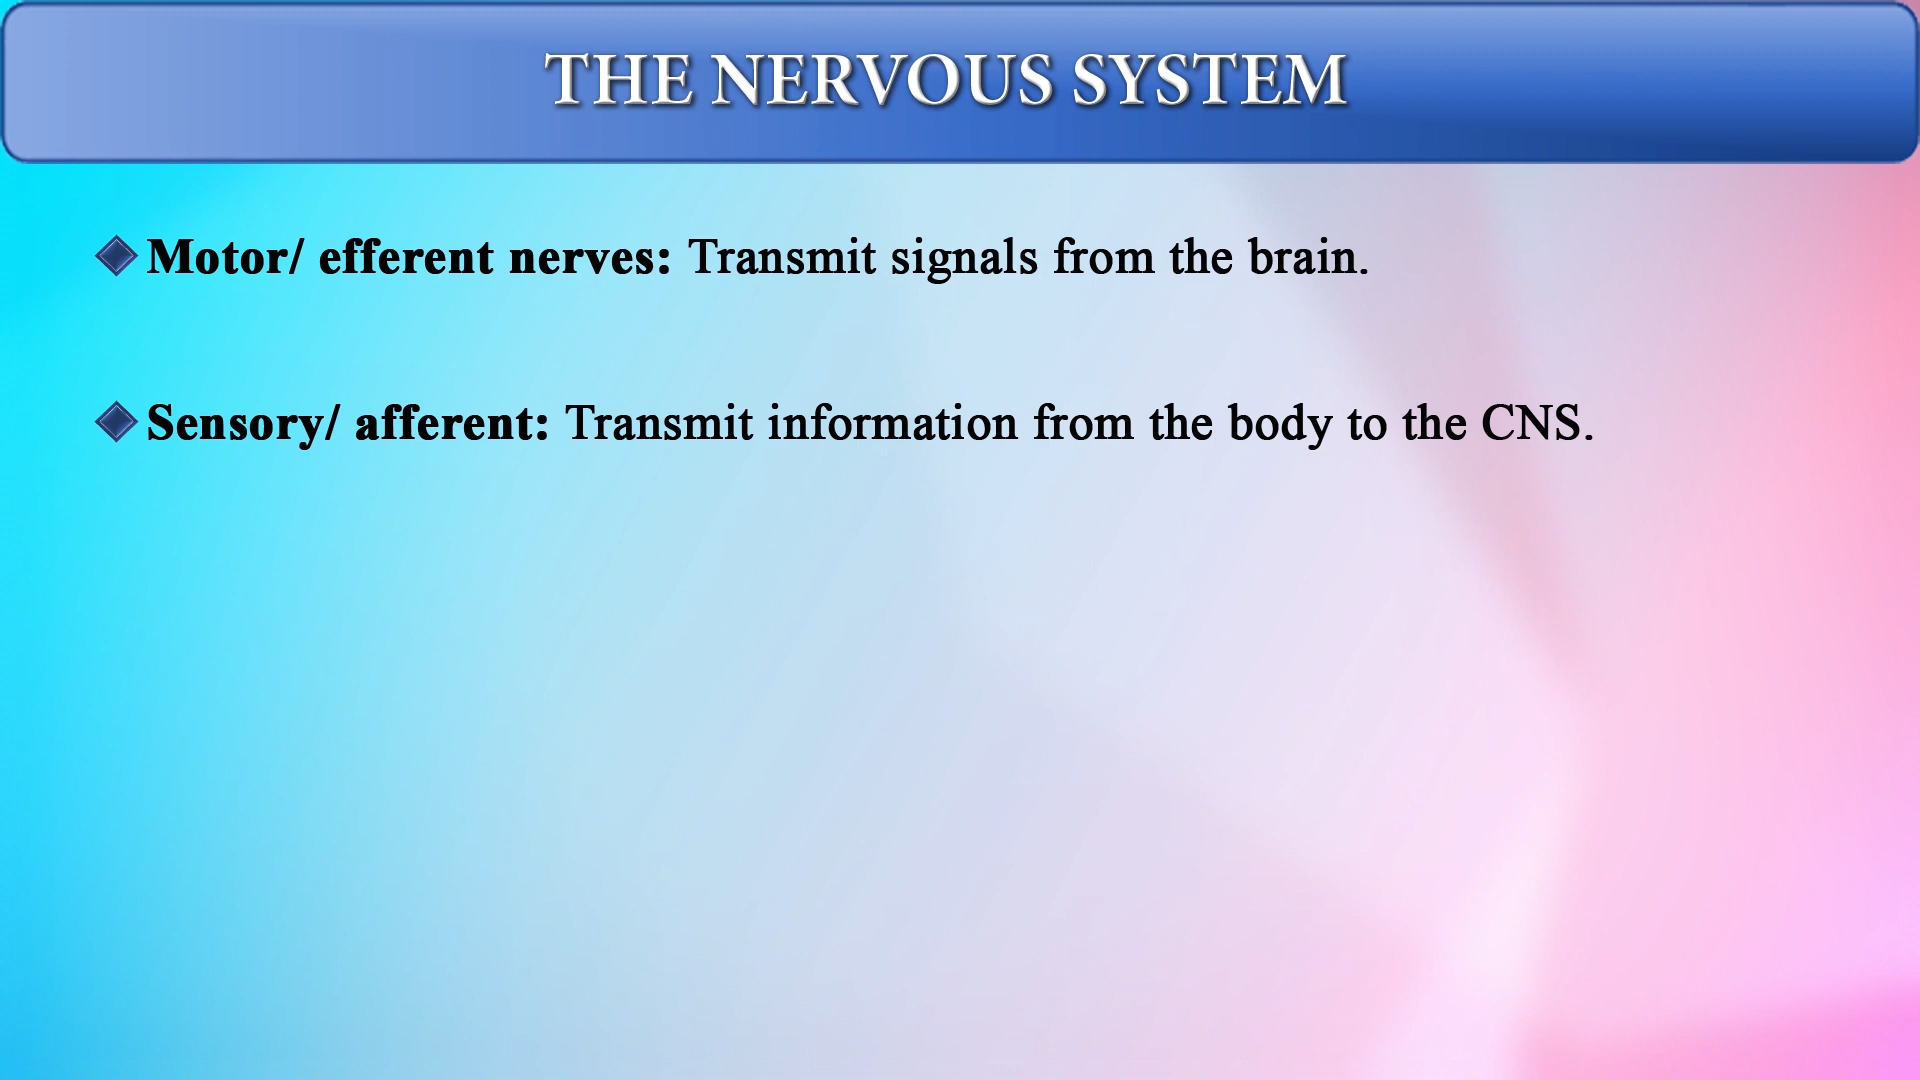 THE NERVOUS SYSTEM
Motor/ efferent nerves: Transmit signals from the brain.
Sensory/ afferent: Transmit information from the body to the CNS.